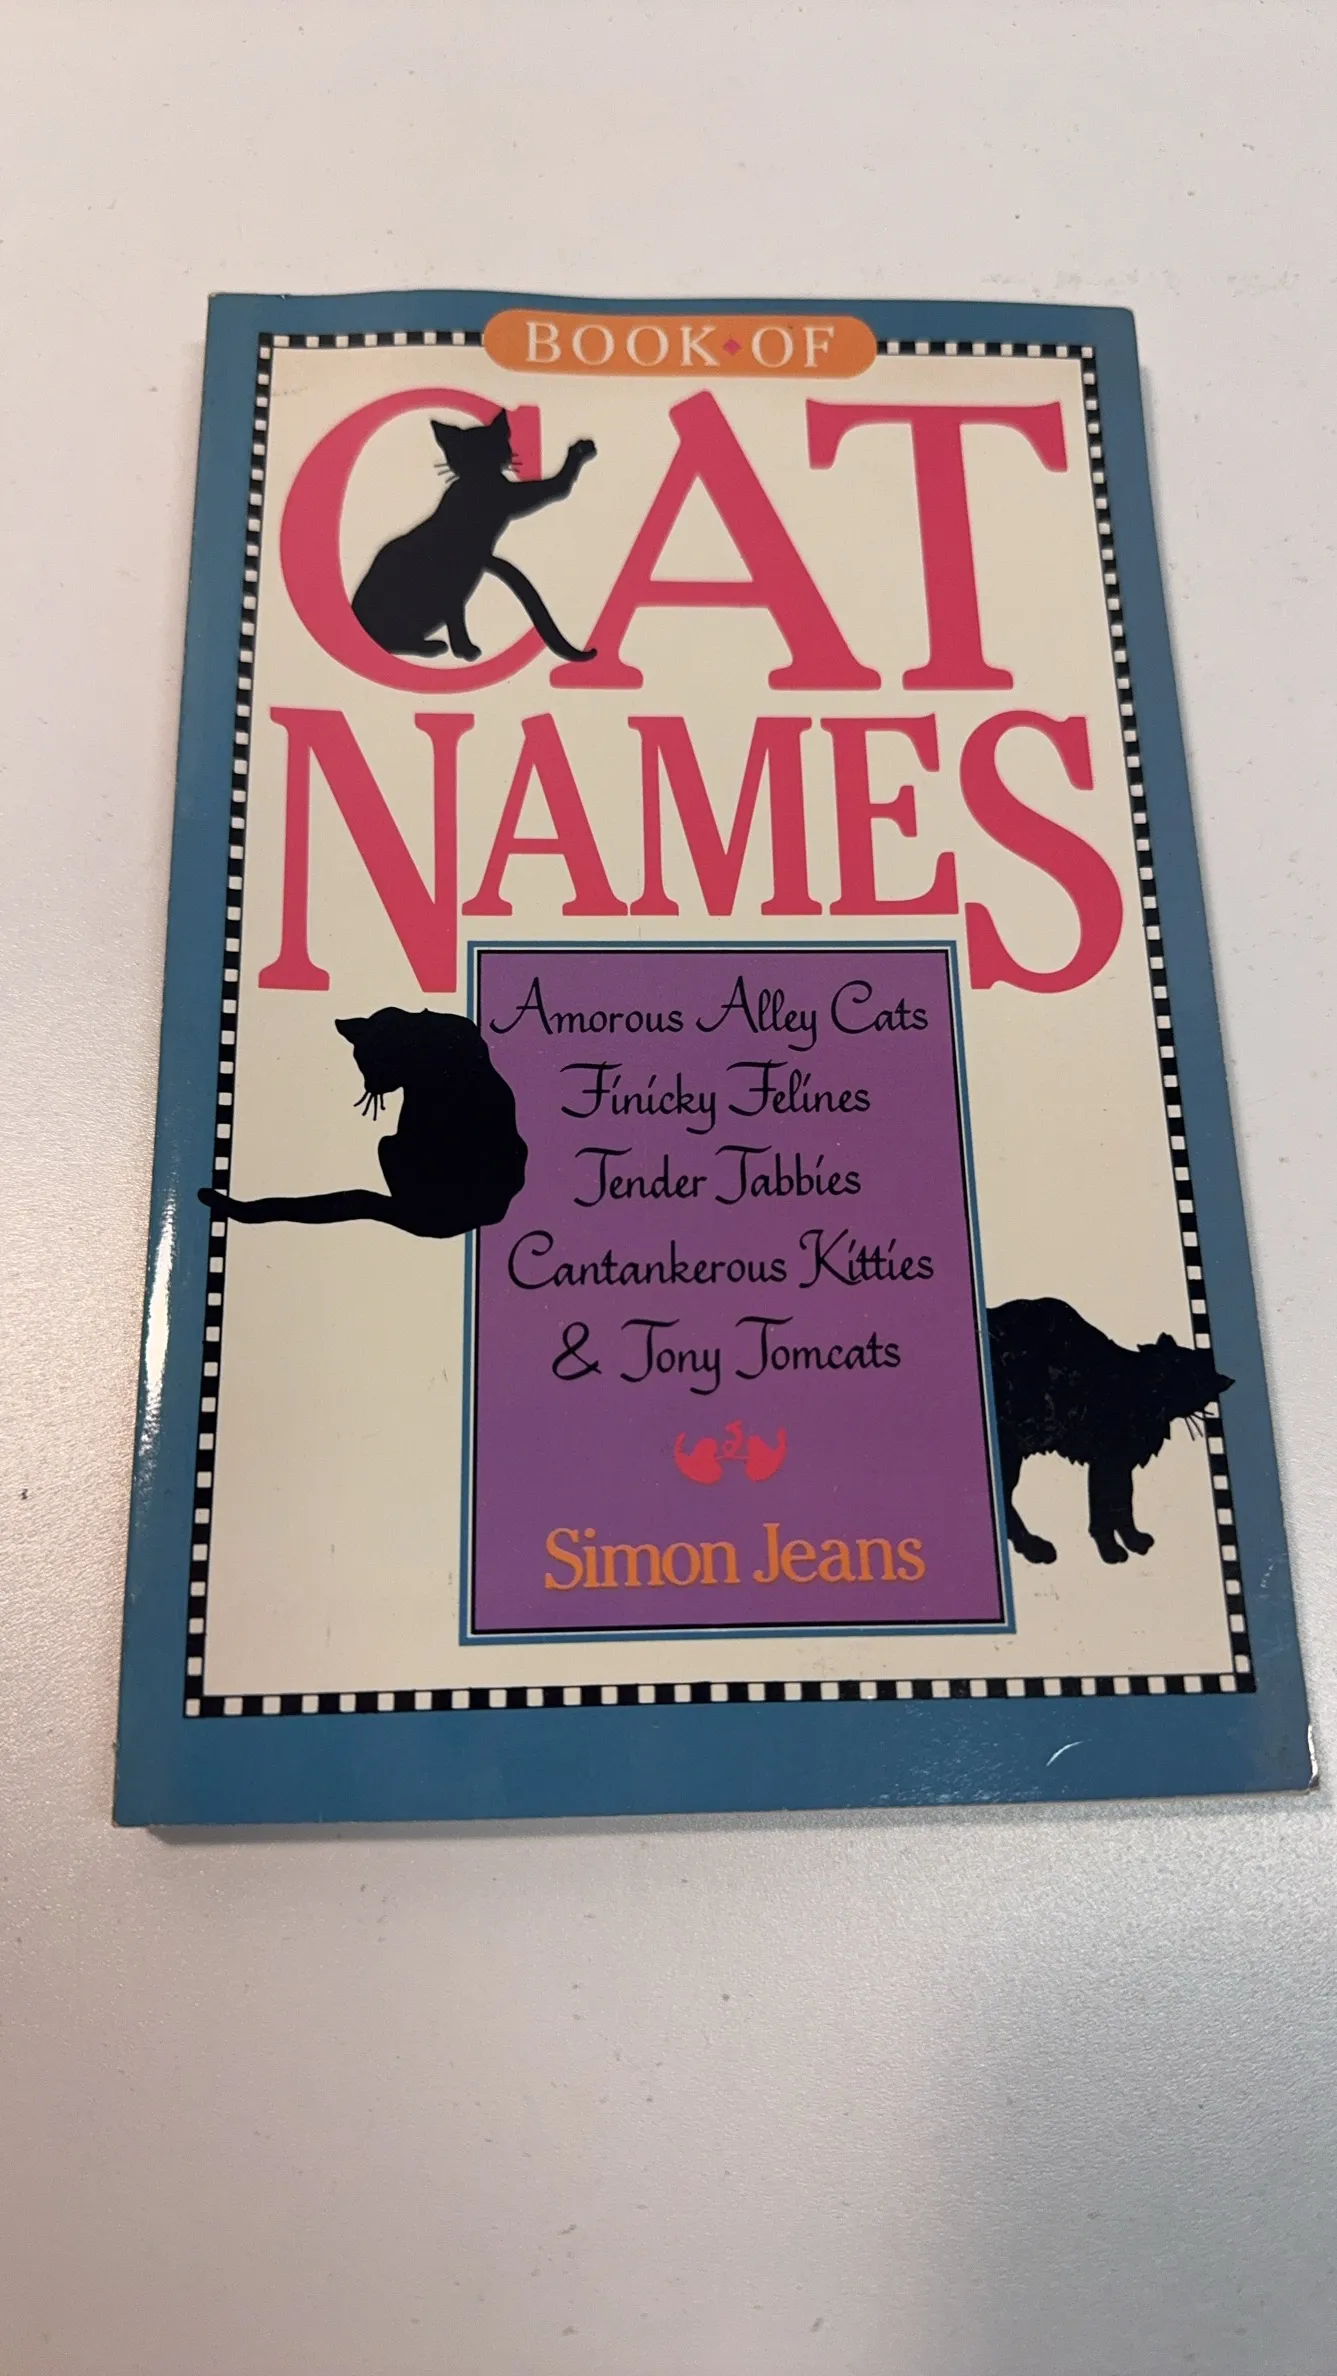 BOOK OF
CAT
NAMES
Amorous Alley Cats
Finicky Felines
Tender Tabbies
Cantankerous Kitties
& Tony Tomcats
Simon Jeans